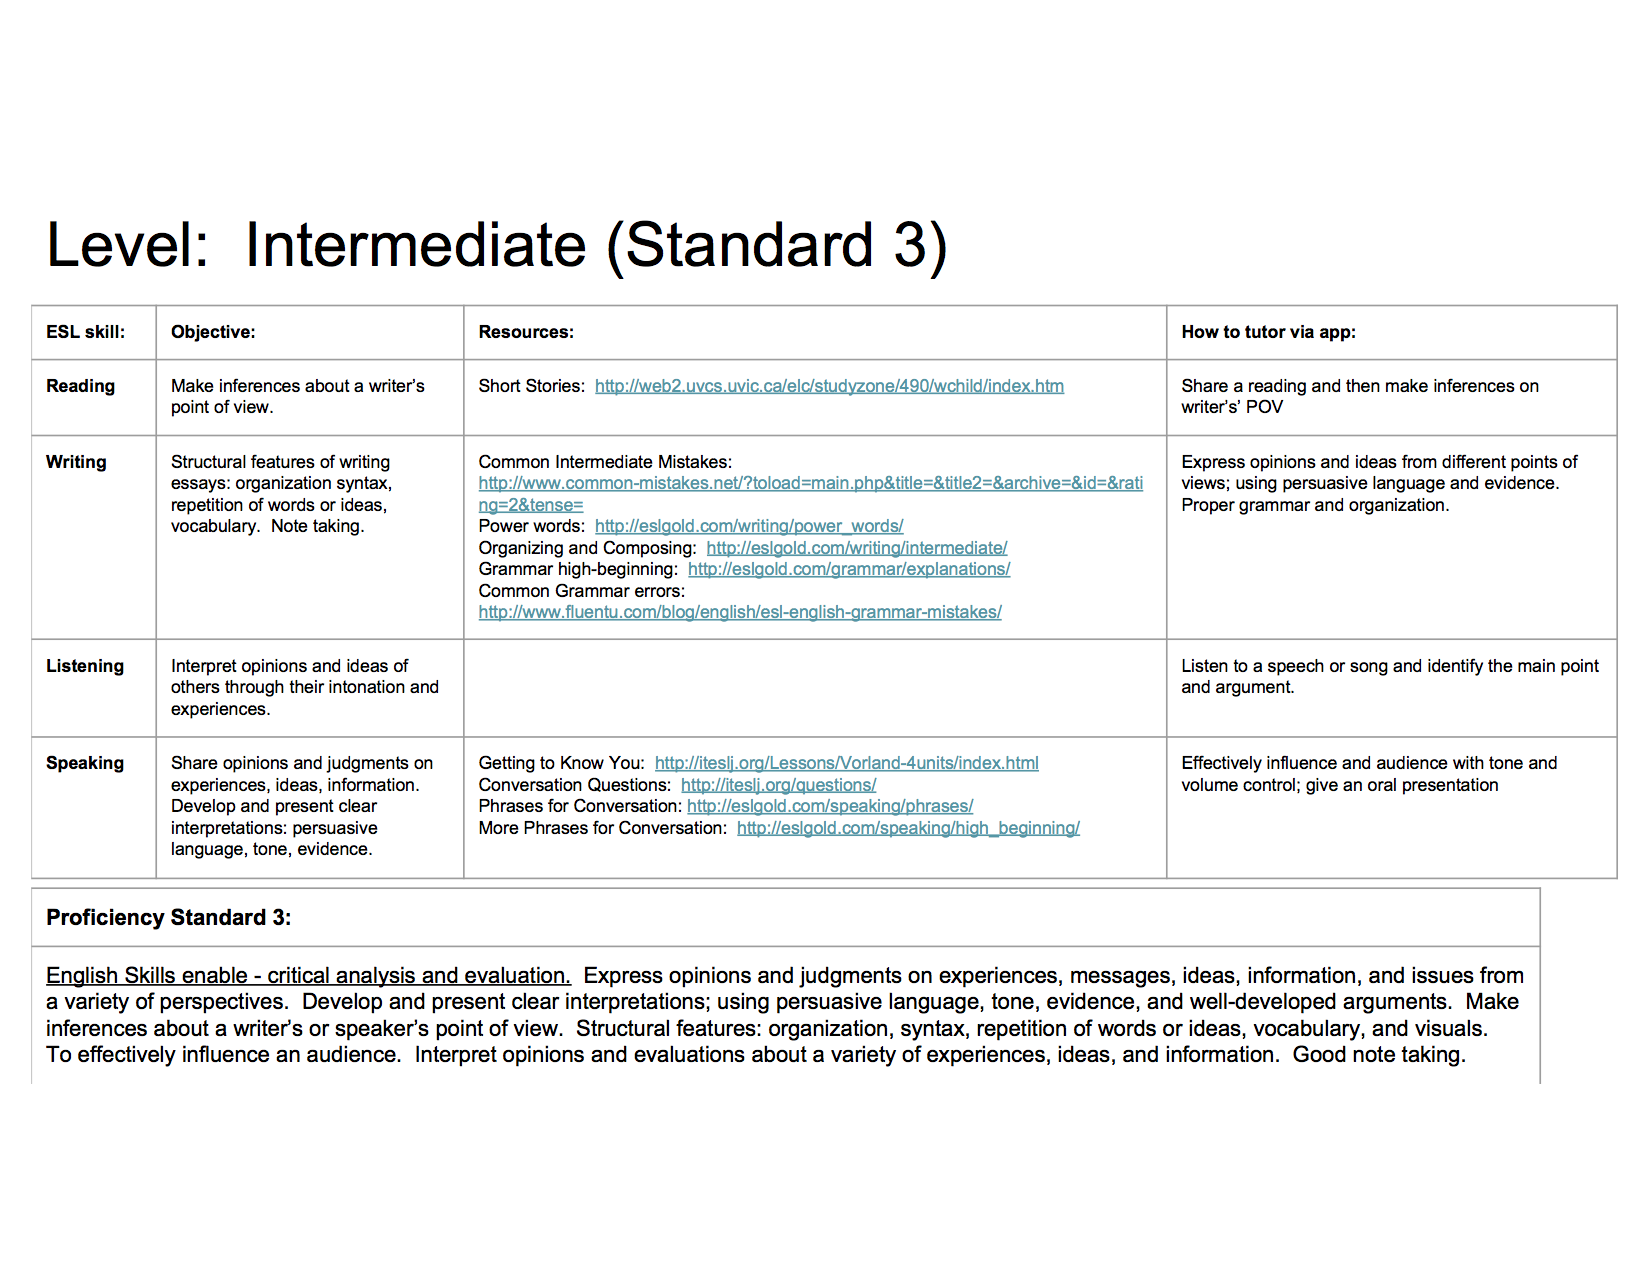 Level:  Intermediate (Standard 3)
ESL skill:
Objective:
Resources:
How to tutor via app:
Reading
Make inferences about a writer’s
point of view.
Short Stories:  http://web2.uvcs.uvic.ca/elc/studyzone/490/wchild/index.htm
Share a reading and then make inferences on
writer’s’ POV
Writing
Structural features of writing
essays: organization syntax,
repetition of words or ideas,
vocabulary.  Note taking.
Common Intermediate Mistakes:
http://www.common-mistakes.net/?toload=main.php&title=&title2=&archive=&id=&rati
ng=2&tense=
Power words:  http://eslgold.com/writing/power_words/
Organizing and Composing:  http://eslgold.com/writing/intermediate/
Grammar high-beginning:  http://eslgold.com/grammar/explanations/
Common Grammar errors:
http://www.fluentu.com/blog/english/esl-english-grammar-mistakes/
Express opinions and ideas from different points of
views; using persuasive language and evidence.
Proper grammar and organization.
Listening
Interpret opinions and ideas of
others through their intonation and
experiences.
Listen to a speech or song and identify the main point
and argument.
Speaking
Share opinions and judgments on
experiences, ideas, information.
Develop and present clear
interpretations: persuasive
language, tone, evidence.
Getting to Know You:  http://iteslj.org/Lessons/Vorland-4units/index.html
Conversation Questions:  http://iteslj.org/questions/
Phrases for Conversation: http://eslgold.com/speaking/phrases/
More Phrases for Conversation:  http://eslgold.com/speaking/high_beginning/
Effectively influence and audience with tone and
volume control; give an oral presentation
Proficiency Standard 3:
English Skills enable - critical analysis and evaluation.  Express opinions and judgments on experiences, messages, ideas, information, and issues from
a variety of perspectives.  Develop and present clear interpretations; using persuasive language, tone, evidence, and well-developed arguments.  Make
inferences about a writer’s or speaker’s point of view.  Structural features: organization, syntax, repetition of words or ideas, vocabulary, and visuals.
To effectively influence an audience.  Interpret opinions and evaluations about a variety of experiences, ideas, and information.  Good note taking.